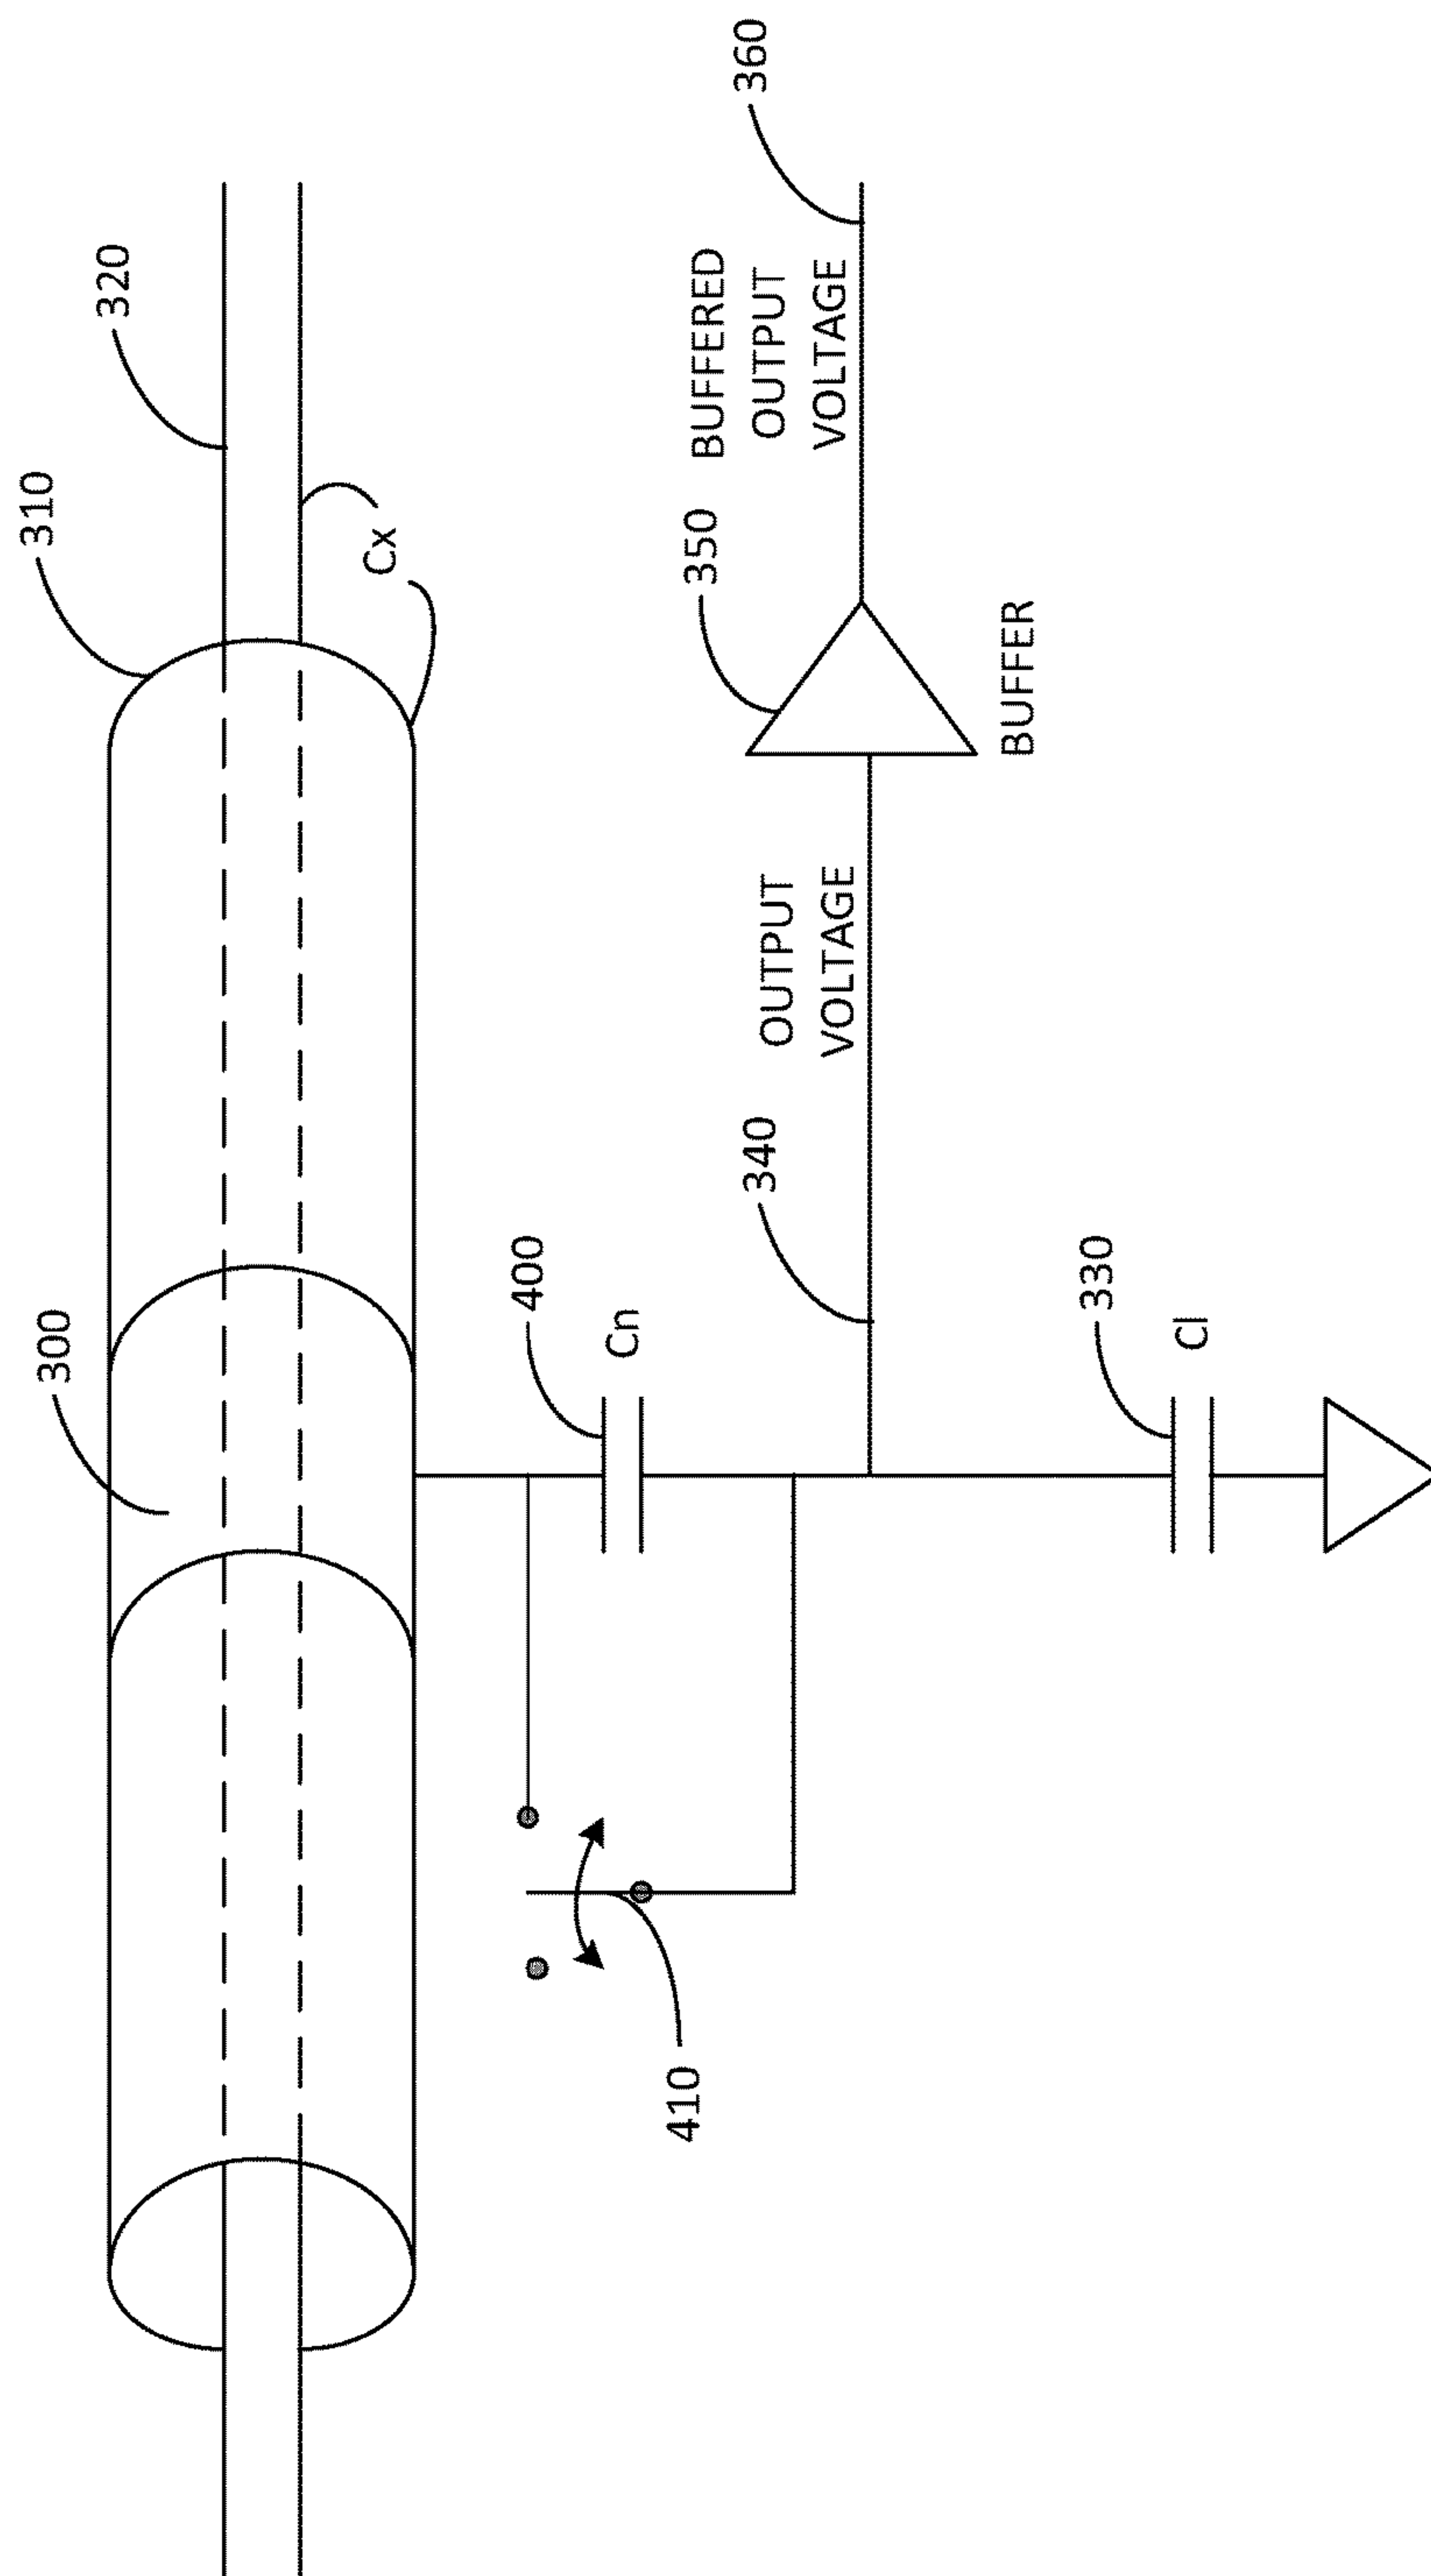 300
310
320
Cx
400
Cn
410
340
OUTPUT
VOLTAGE
350
BUFFER
BUFFERED
OUTPUT
VOLTAGE
360
330
Cl